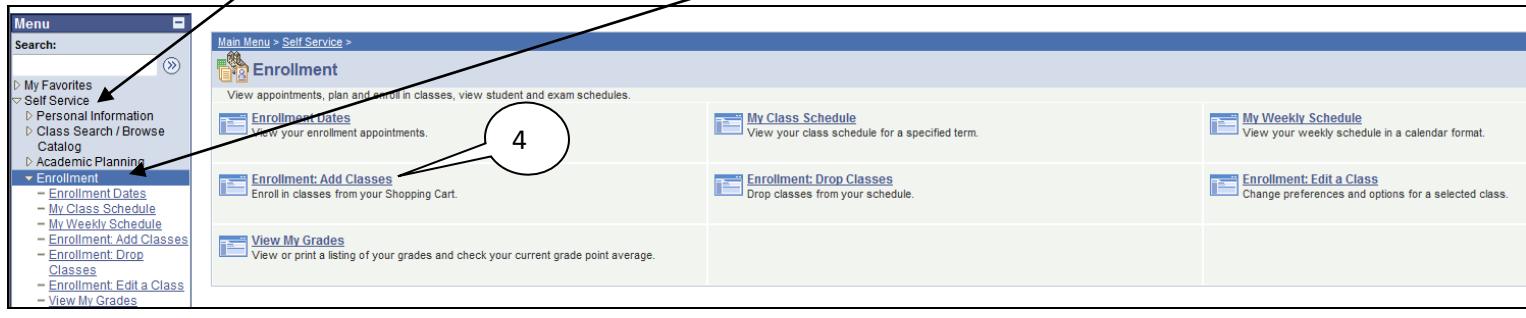 Menu
Search:
My Favorites
Self Service
Personal Information
Class Search / Browse
Catalog
Academic Planning
Enrollment
Enrollment Dates
My Class Schedule
My Weekly Schedule
Enrollment: Add Classes
Enrollment: Drop
Classes
Enrollment: Edit a Class
View My Grades
Main Menu > Self Service >
Enrollment
View appointments, plan and enroll in classes, view student and exam schedules.
Enrollment Dates
View your enrollment appointments.
My Class Schedule
View your class schedule for a specified term.
My Weekly Schedule
View your weekly schedule in a calendar format.
4
Enrollment: Add Classes
Enroll in classes from your Shopping Cart.
Enrollment: Drop Classes
Drop classes from your schedule.
Enrollment: Edit a Class
Change preferences and options for a selected class.
View My Grades
View or print a listing of your grades and check your current grade point average.